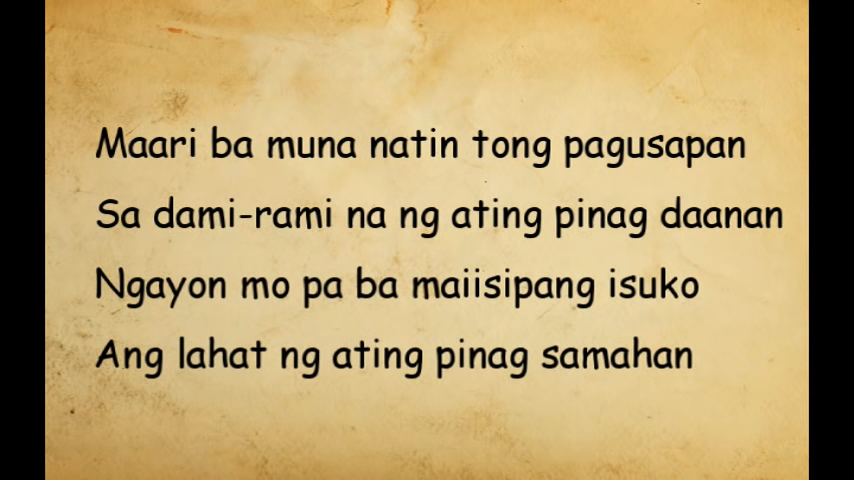 Maari ba muna natin tong pagusapan
Sa dami-rami na ng ating pinag daanan
Ngayon mo pa ba maiisipang isuko
Ang lahat ng ating pinag samahan